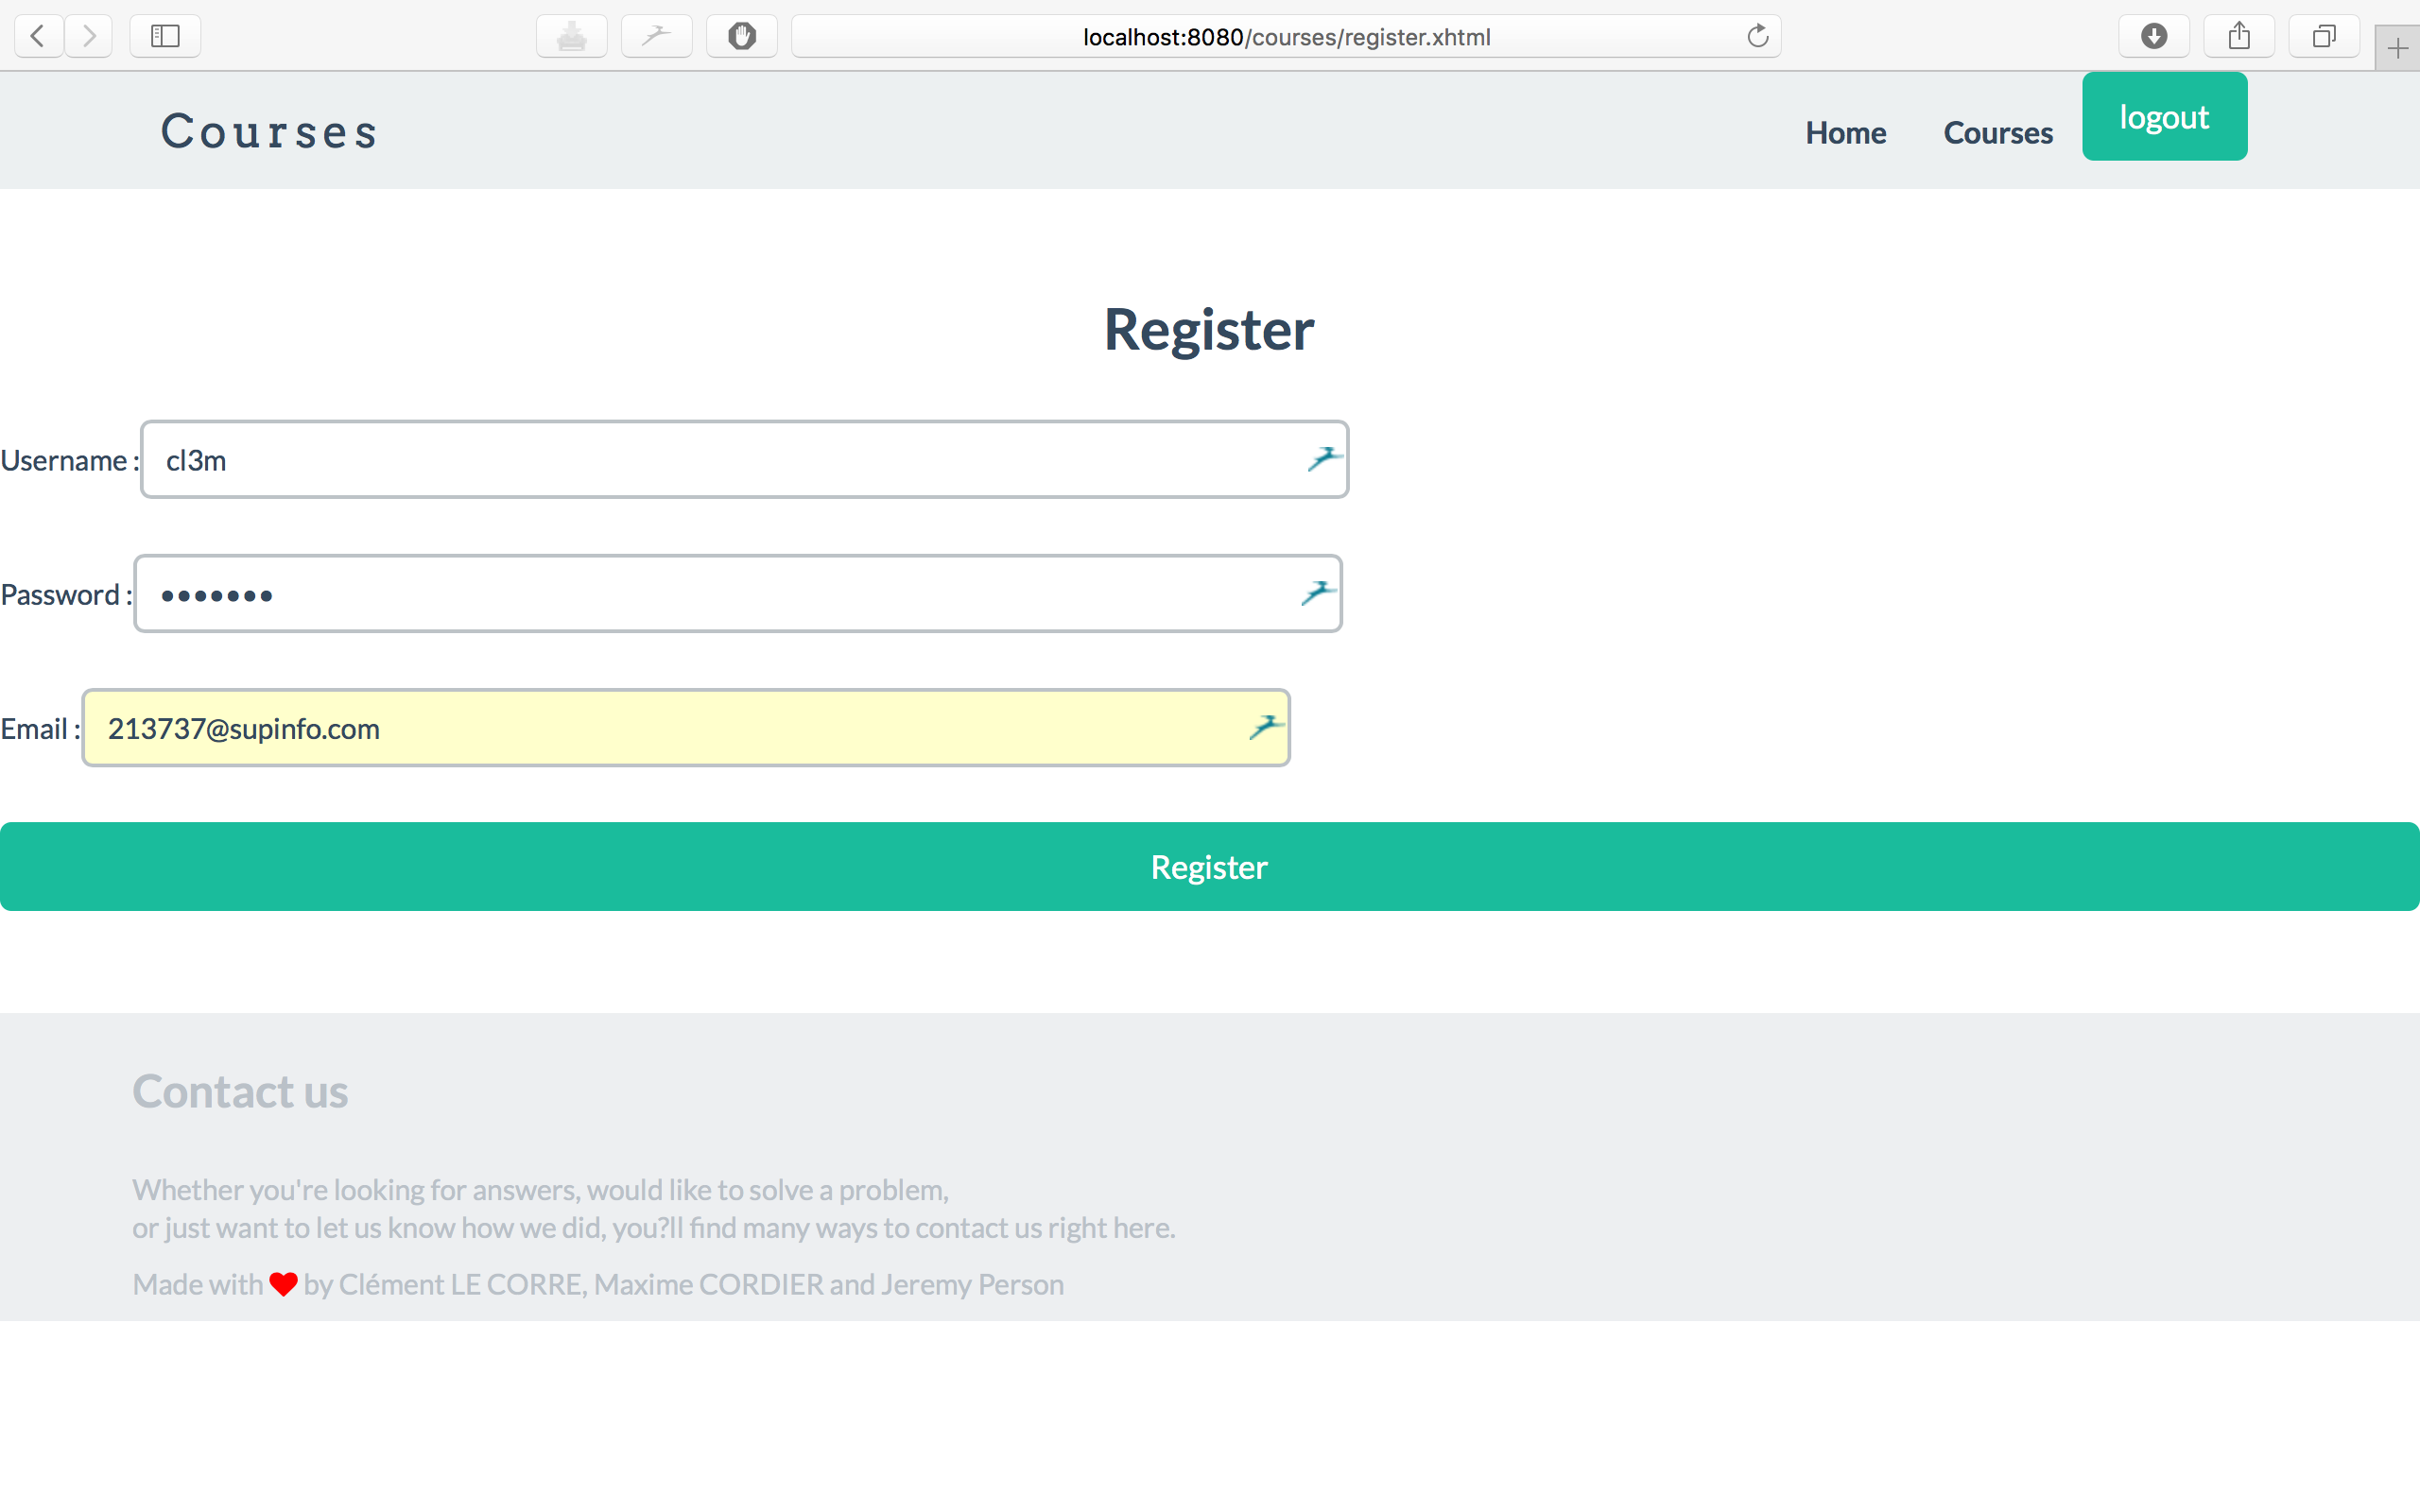 localhost:8080/courses/register.xhtml
Courses
Home Courses logout
Register
Username : cl3m
Password : •••••••
Email : 213737@supinfo.com
Register
Contact us
Whether you're looking for answers, would like to solve a problem,
or just want to let us know how we did, you?ll find many ways to contact us right here.
Made with ❤ by Clément LE CORRE, Maxime CORDIER and Jeremy Person